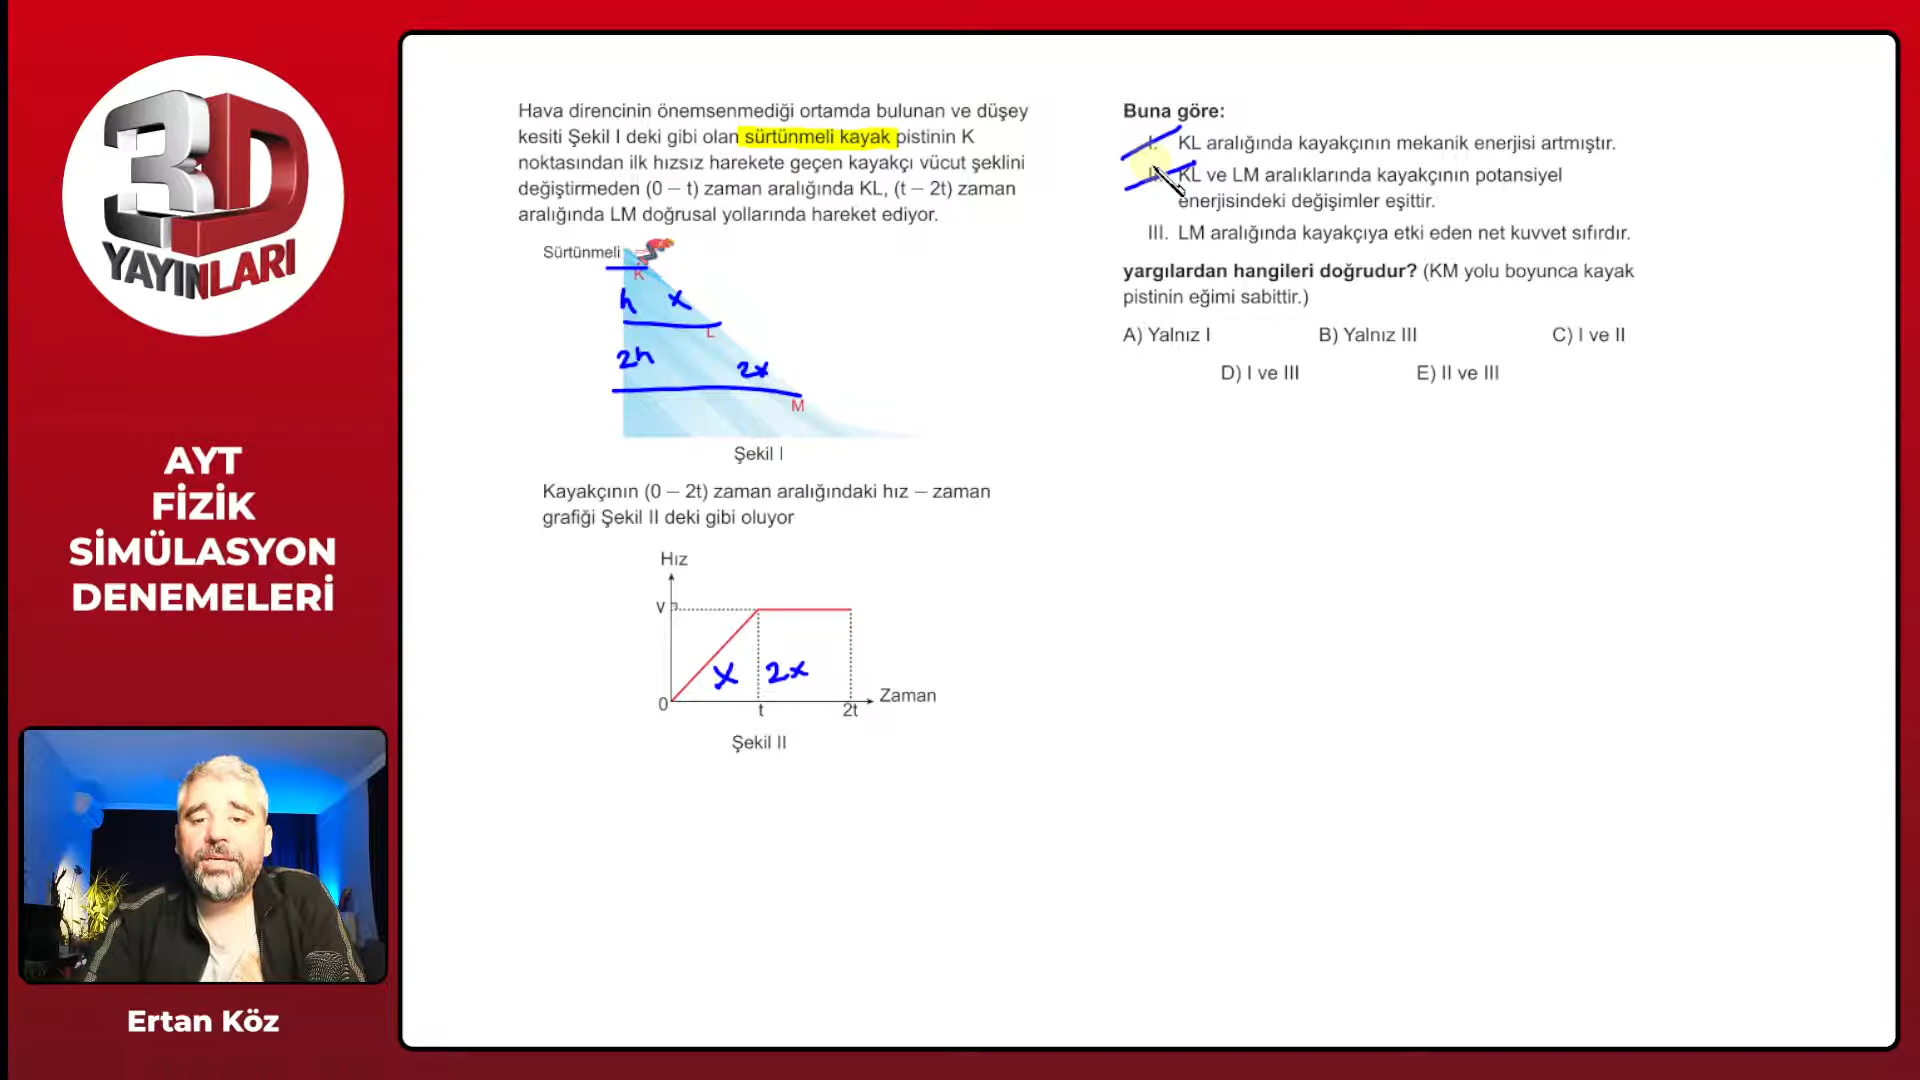 3D
YAYINLARI
AYT
FİZİK
SİMÜLASYON
DENEMELERİ
Ertan Köz
Hava direncinin önemsenmediği ortamda bulunan ve düşey
kesiti Şekil I deki gibi olan sürtünmeli kayak pistinin K
noktasından ilk hızsız harekete geçen kayakçı vücut şeklini
değiştirmeden (0 – t) zaman aralığında KL, (t – 2t) zaman
aralığında LM doğrusal yollarında hareket ediyor.
Sürtünmeli
K
h x
L
2h
2x
M
Şekil I
Kayakçının (0 – 2t) zaman aralığındaki hız – zaman
grafiği Şekil II deki gibi oluyor
Hız
V
x 2x
0 t 2t Zaman
Şekil II
Buna göre:
I. KL aralığında kayakçının mekanik enerjisi artmıştır.
II. KL ve LM aralıklarında kayakçının potansiyel
enerjisindeki değişimler eşittir.
III. LM aralığında kayakçıya etki eden net kuvvet sıfırdır.
yargılardan hangileri doğrudur? (KM yolu boyunca kayak
pistinin eğimi sabittir.)
A) Yalnız I B) Yalnız III C) I ve II
D) I ve III E) II ve III